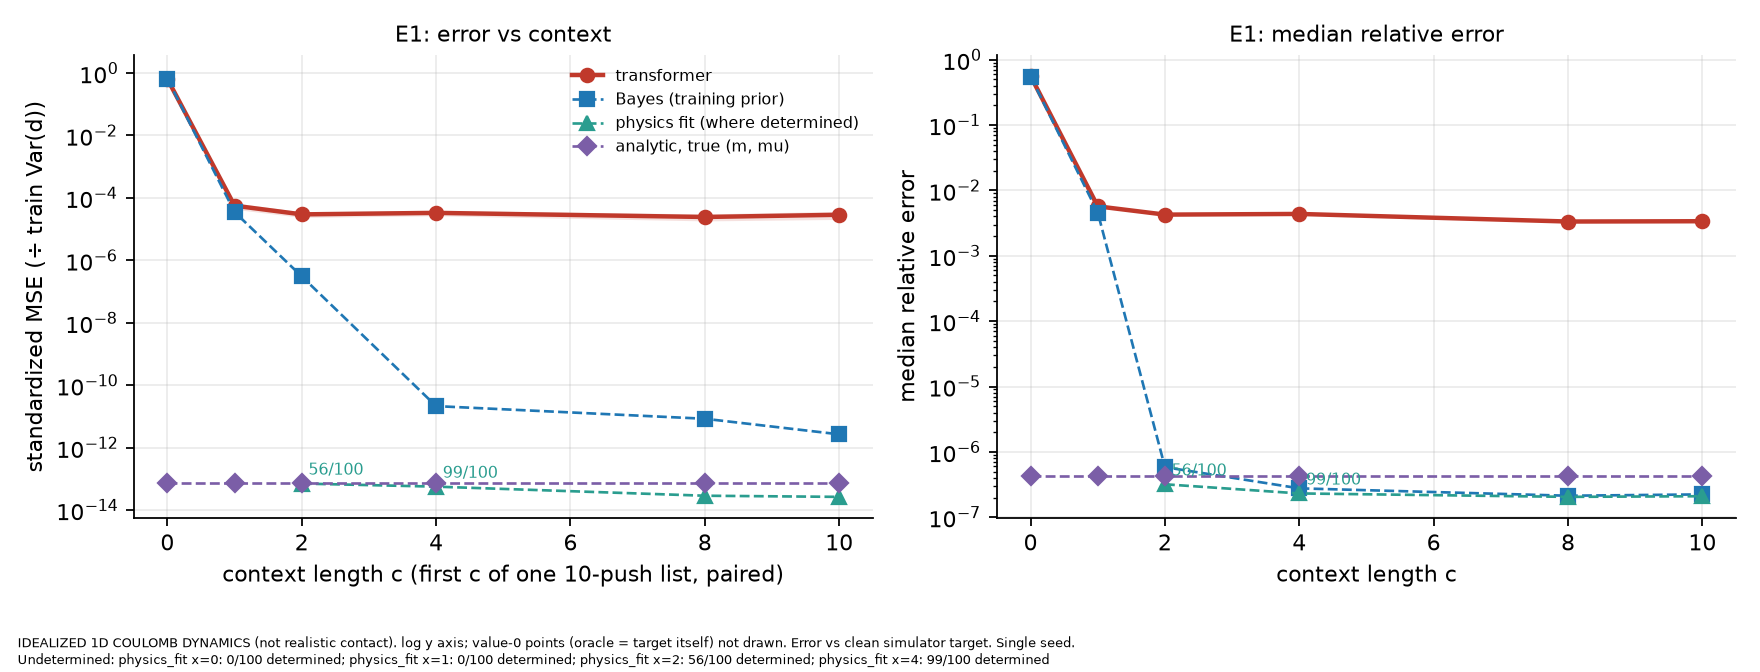 E1: error vs context
standardized MSE (÷ train Var(d))
10^0
10^−2
10^−4
10^−6
10^−8
10^−10
10^−12
10^−14
transformer
Bayes (training prior)
physics fit (where determined)
analytic, true (m, mu)
56/100
99/100
0 2 4 6 8 10
context length c (first c of one 10-push list, paired)
E1: median relative error
median relative error
10^0
10^−1
10^−2
10^−3
10^−4
10^−5
10^−6
10^−7
56/100
99/100
0 2 4 6 8 10
context length c
IDEALIZED 1D COULOMB DYNAMICS (not realistic contact). log y axis; value-0 points (oracle = target itself) not drawn. Error vs clean simulator target. Single seed.
Undetermined: physics_fit x=0: 0/100 determined; physics_fit x=1: 0/100 determined; physics_fit x=2: 56/100 determined; physics_fit x=4: 99/100 determined